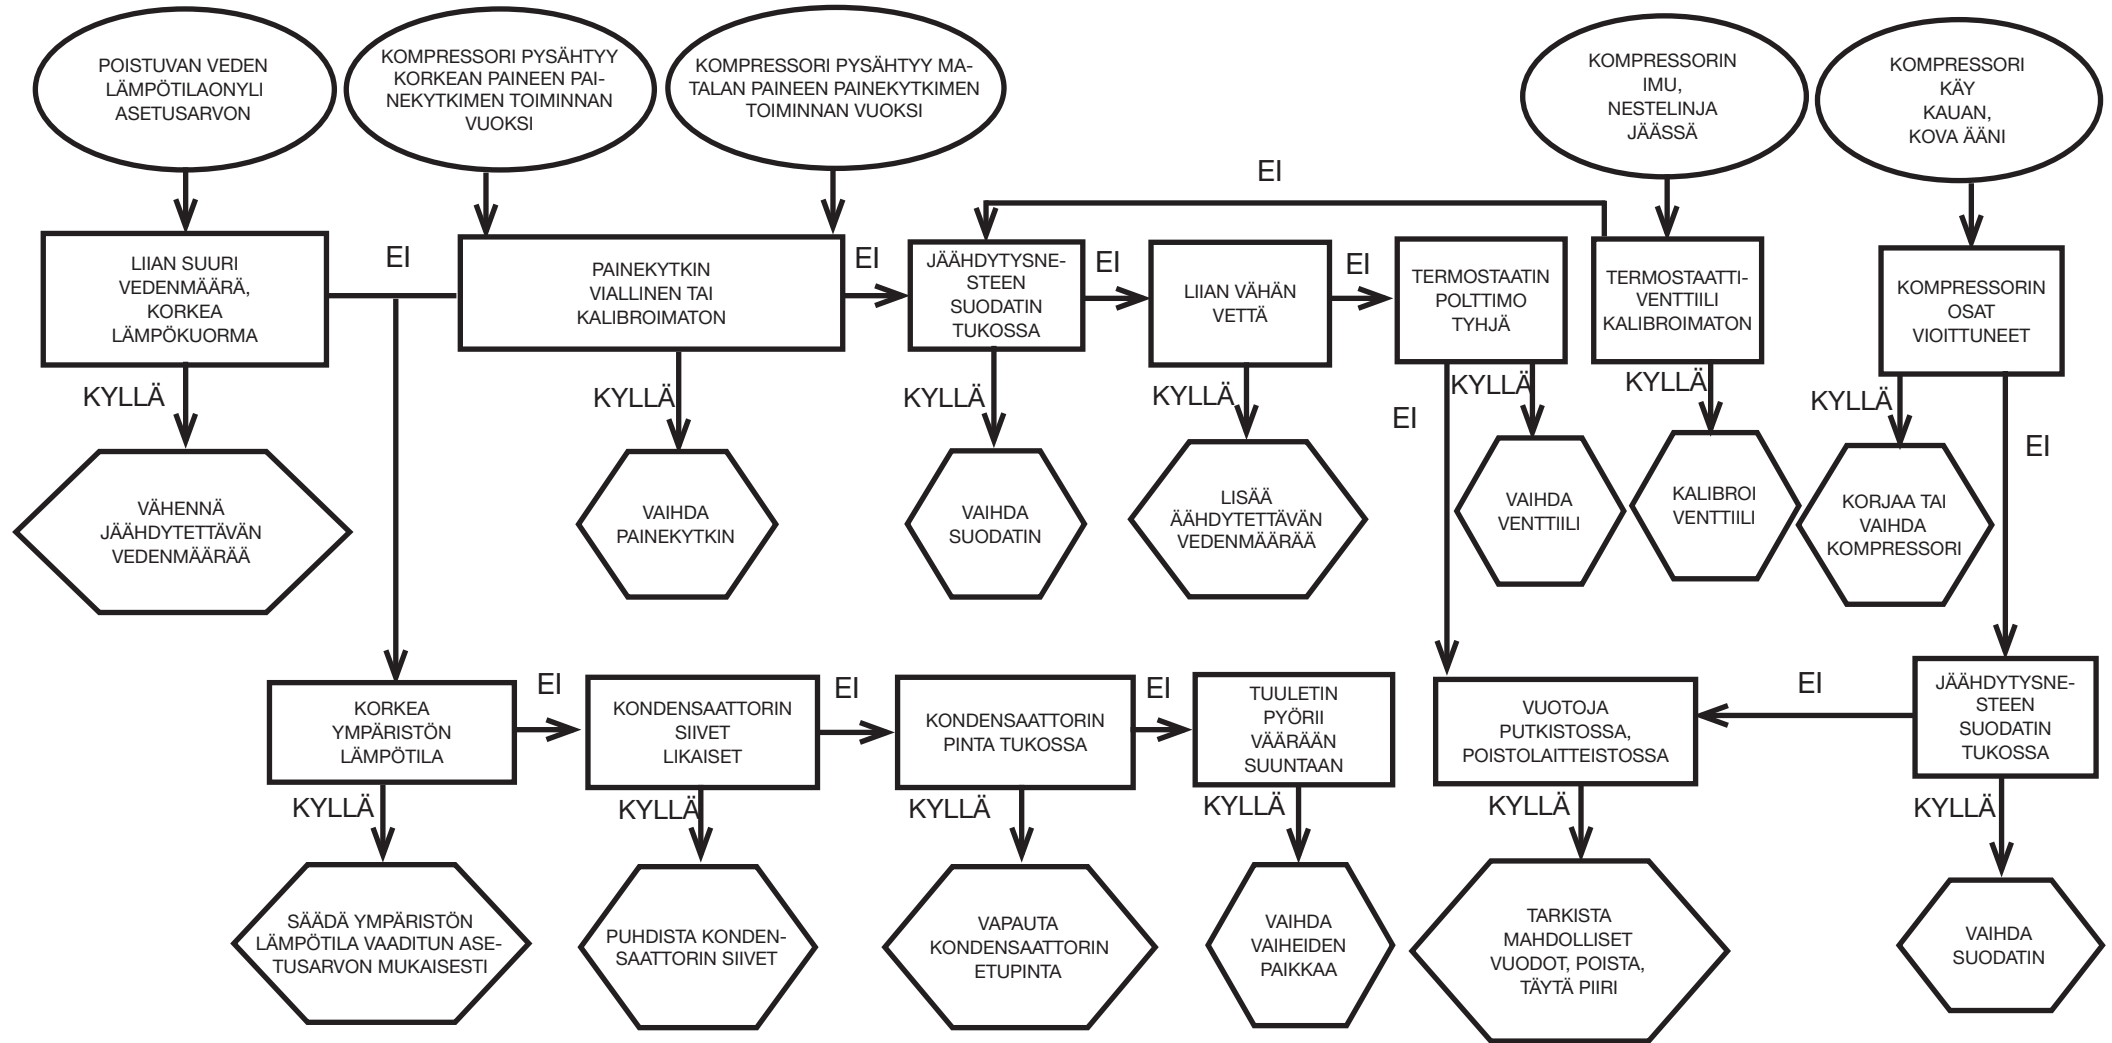 POISTUVAN VEDEN
LÄMPÖTILAONYLI
ASETUSARVON
KOMPRESSORI PYSÄHTYY
KORKEAN PAINEEN PAI-
NEKYTKIMEN TOIMINNAN
VUOKSI
KOMPRESSORI PYSÄHTYY MA-
TALAN PAINEEN PAINEKYTKIMEN
TOIMINNAN VUOKSI
KOMPRESSORIN
IMU,
NESTELINJA
JÄÄSSÄ
KOMPRESSORI
KÄY
KAUAN,
KOVA ÄÄNI
EI
LIIAN SUURI
VEDENMÄÄRÄ,
KORKEA
LÄMPÖKUORMA
EI
PAINEKYTKIN
VIALLINEN TAI
KALIBROIMATON
EI
JÄÄHDYTYSNE-
STEEN
SUODATIN
TUKOSSA
EI
LIIAN VÄHÄN
VETTÄ
EI
TERMOSTAATIN
POLTTIMO
TYHJÄ
TERMOSTAATTI-
VENTTIILI
KALIBROIMATON
KOMPRESSORIN
OSAT
VIOITTUNEET
KYLLÄ
KYLLÄ
KYLLÄ
KYLLÄ
EI
KYLLÄ
KYLLÄ
KYLLÄ
EI
VÄHENNÄ
JÄÄHDYTETTÄVÄN
VEDENMÄÄRÄÄ
VAIHDA
PAINEKYTKIN
VAIHDA
SUODATIN
LISÄÄ
ÄÄHDYTETTÄVÄN
VEDENMÄÄRÄÄ
VAIHDA
VENTTIILI
KALIBROI
VENTTIILI
KORJAA TAI
VAIHDA
KOMPRESSORI
KORKEA
YMPÄRISTÖN
LÄMPÖTILA
EI
KONDENSAATTORIN
SIIVET
LIKAISET
EI
KONDENSAATTORIN
PINTA TUKOSSA
EI
TUULETIN
PYÖRII
VÄÄRÄÄN
SUUNTAAN
VUOTOJA
PUTKISTOSSA,
POISTOLAITTEISTOSSA
EI
JÄÄHDYTYSNE-
STEEN
SUODATIN
TUKOSSA
KYLLÄ
KYLLÄ
KYLLÄ
KYLLÄ
KYLLÄ
KYLLÄ
SÄÄDÄ YMPÄRISTÖN
LÄMPÖTILA VAADITUN ASE-
TUSARVON MUKAISESTI
PUHDISTA KONDEN-
SAATTORIN SIIVET
VAPAUTA
KONDENSAATTORIN
ETUPINTA
VAIHDA
VAIHEIDEN
PAIKKAA
TARKISTA
MAHDOLLISET
VUODOT, POISTA,
TÄYTÄ PIIRI
VAIHDA
SUODATIN